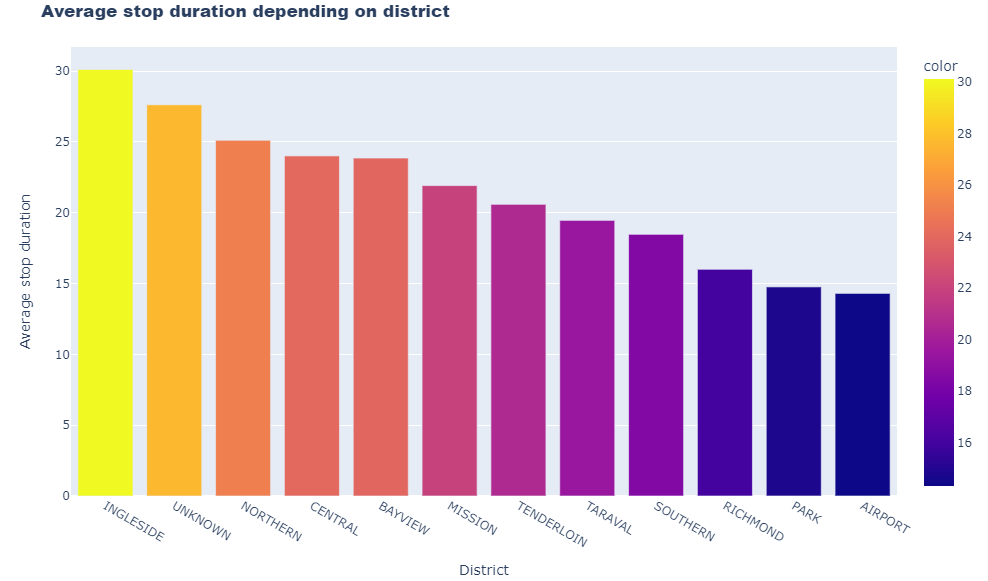 Average stop duration depending on district
color
30
28
26
24
22
20
18
16
Average stop duration
30
25
20
15
10
5
0
INGLESIDE
UNKNOWN
NORTHERN
CENTRAL
BAYVIEW
MISSION
TENDERLOIN
TARAVAL
SOUTHERN
RICHMOND
PARK
AIRPORT
District